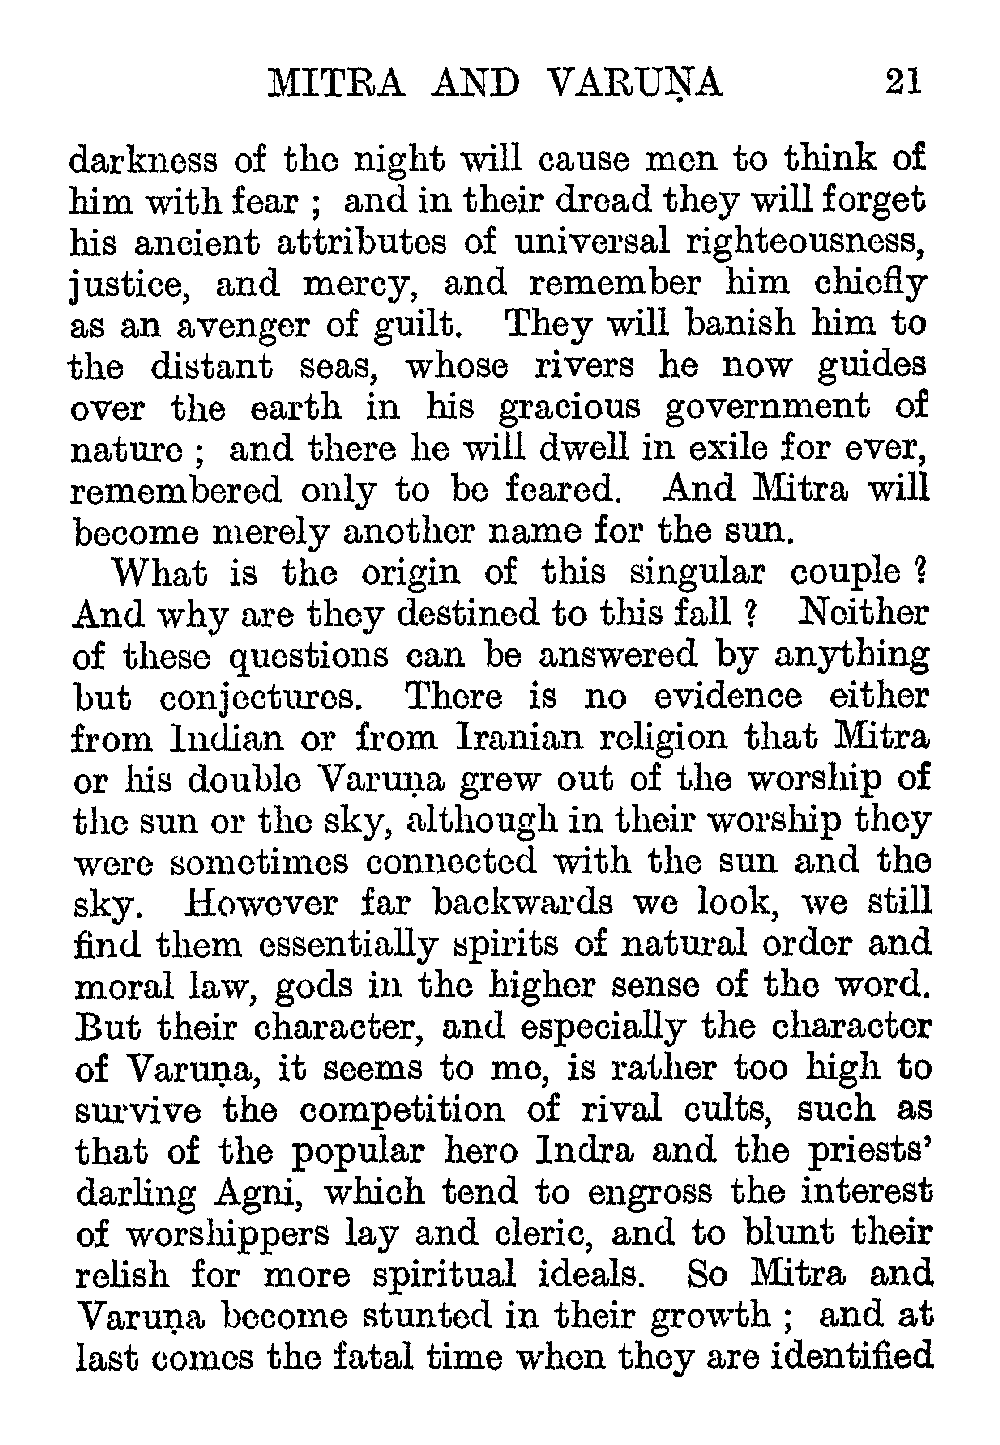 MITRA AND VARUṆA 21
darkness of the night will cause men to think of
him with fear ; and in their dread they will forget
his ancient attributes of universal righteousness,
justice, and mercy, and remember him chiefly
as an avenger of guilt. They will banish him to
the distant seas, whose rivers he now guides
over the earth in his gracious government of
nature ; and there he will dwell in exile for ever,
remembered only to be feared. And Mitra will
become merely another name for the sun.
What is the origin of this singular couple ?
And why are they destined to this fall ? Neither
of these questions can be answered by anything
but conjectures. There is no evidence either
from Indian or from Iranian religion that Mitra
or his double Varuṇa grew out of the worship of
the sun or the sky, although in their worship they
were sometimes connected with the sun and the
sky. However far backwards we look, we still
find them essentially spirits of natural order and
moral law, gods in the higher sense of the word.
But their character, and especially the character
of Varuṇa, it seems to me, is rather too high to
survive the competition of rival cults, such as
that of the popular hero Indra and the priests’
darling Agni, which tend to engross the interest
of worshippers lay and cleric, and to blunt their
relish for more spiritual ideals. So Mitra and
Varuṇa become stunted in their growth ; and at
last comes the fatal time when they are identified